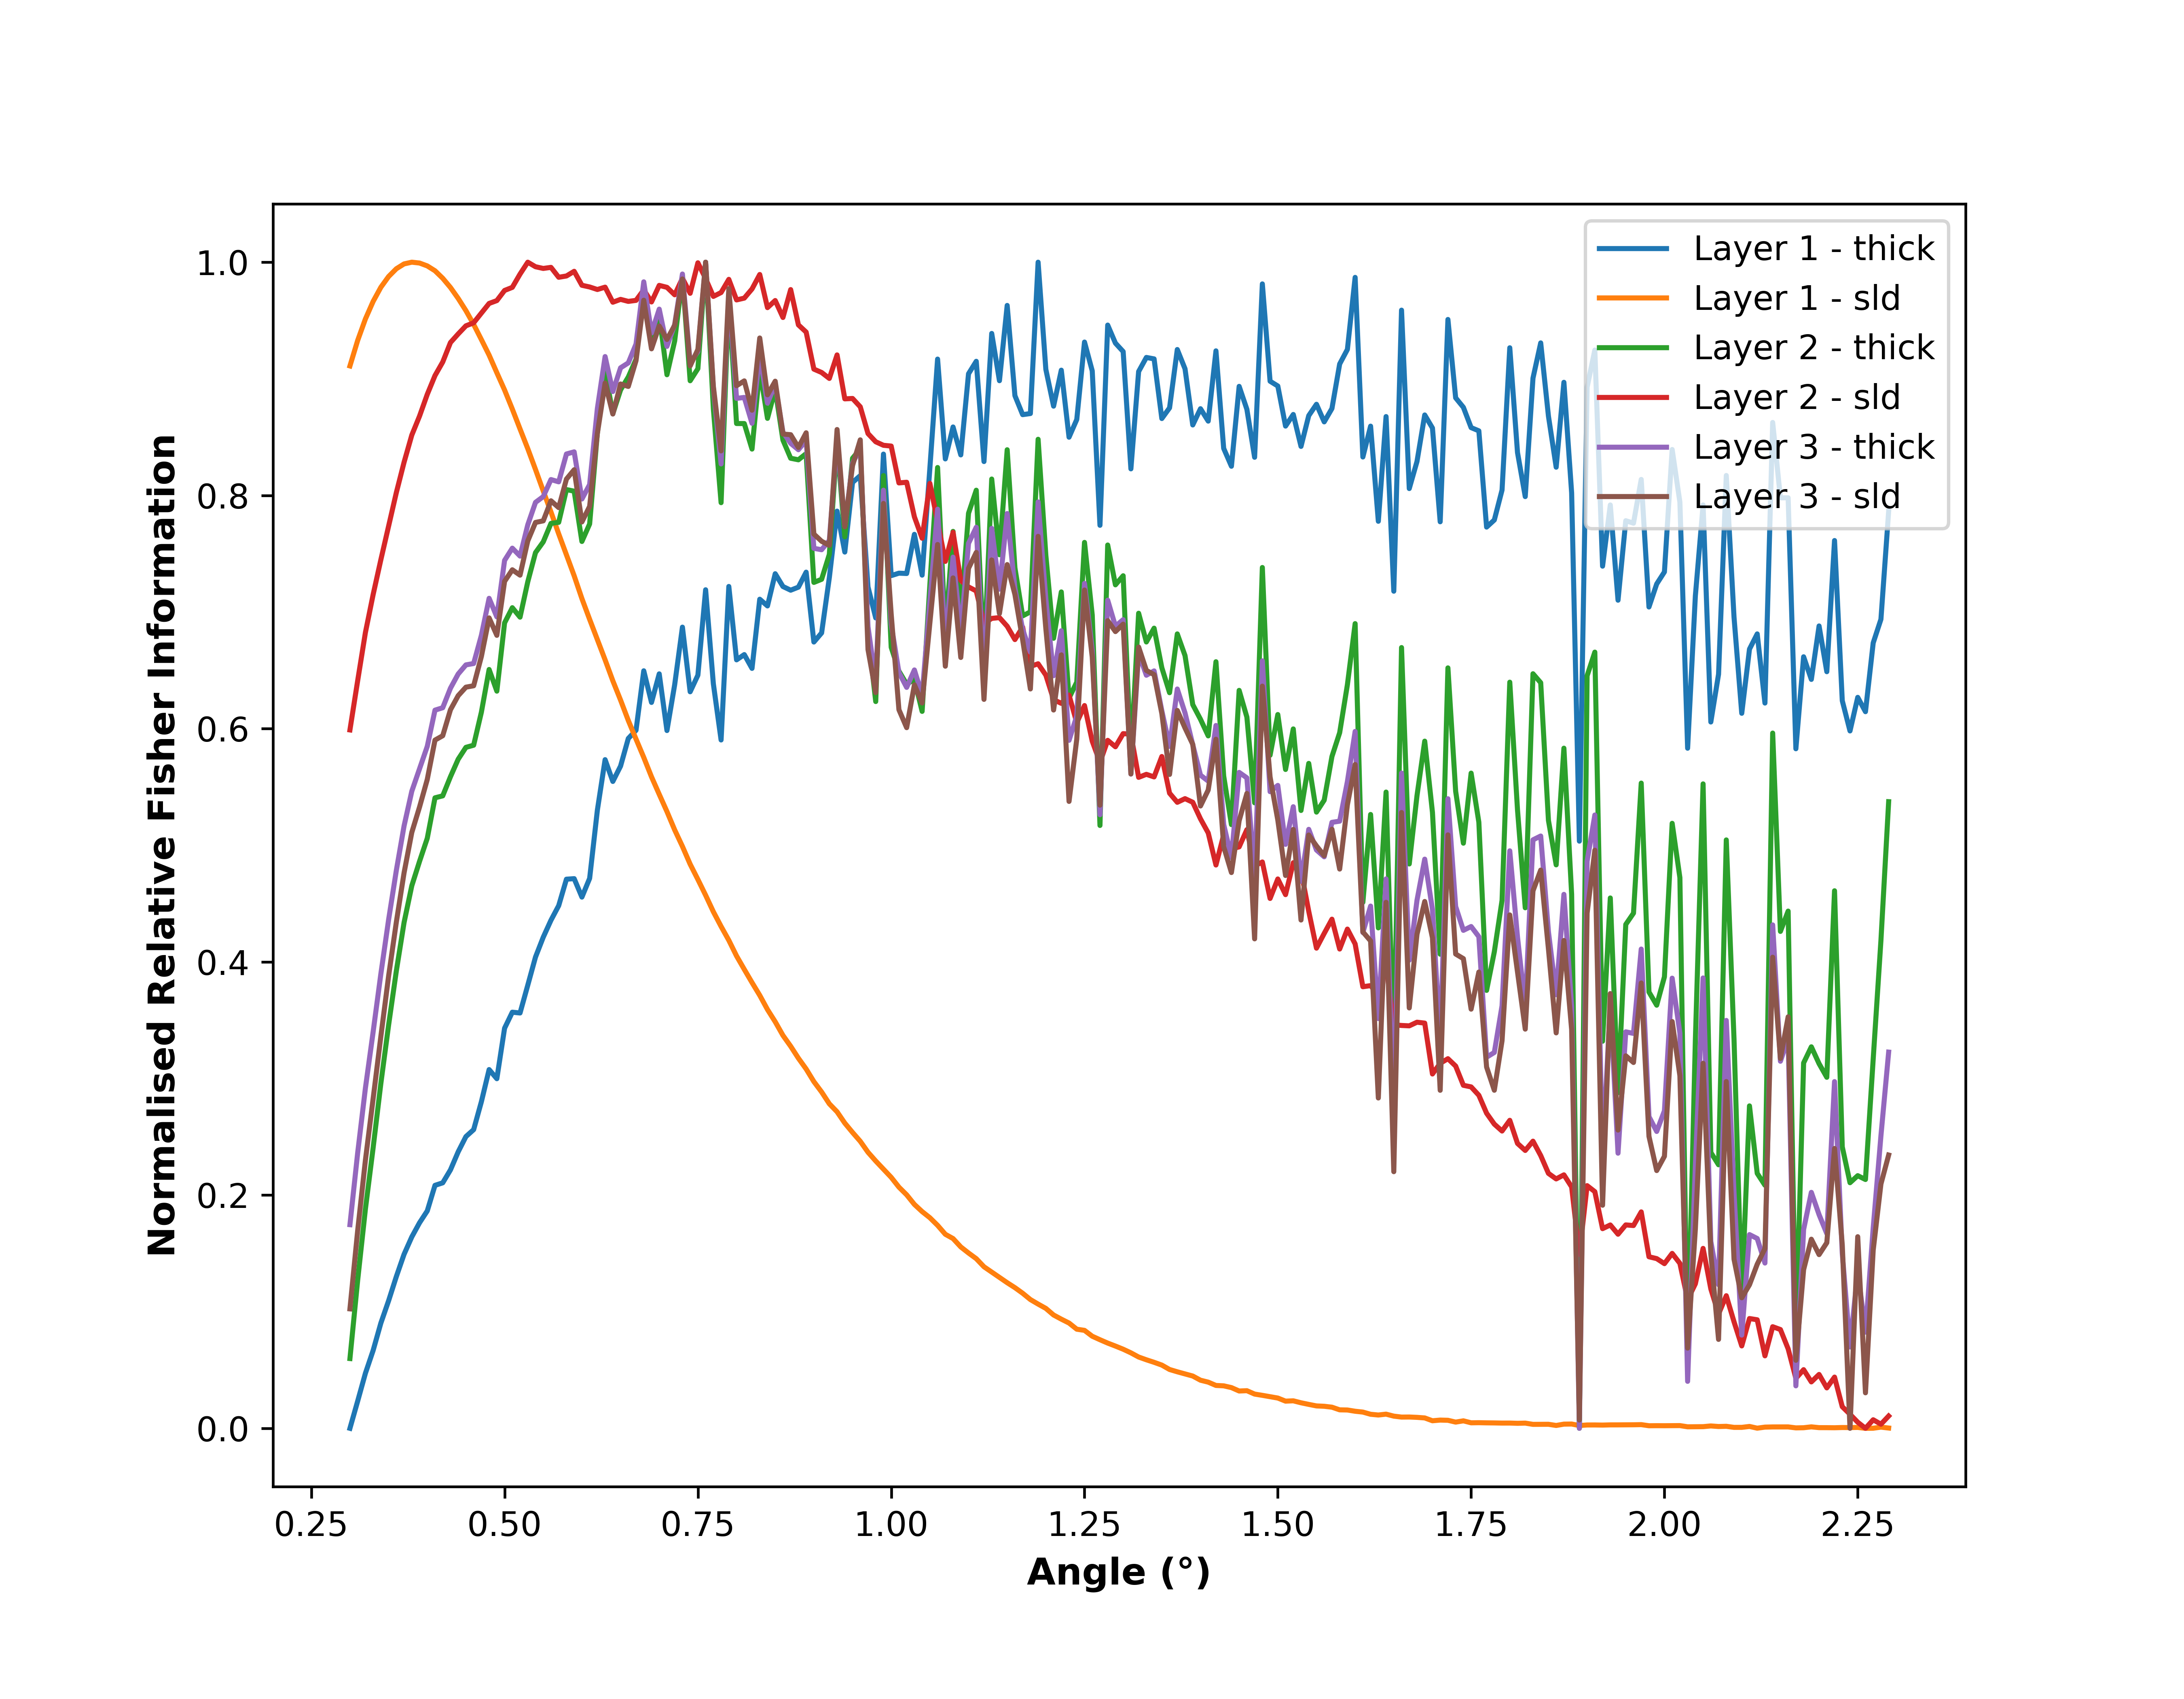 Normalised Relative Fisher Information
1.0
0.8
0.6
0.4
0.2
0.0
Layer 1 - thick
Layer 1 - sld
Layer 2 - thick
Layer 2 - sld
Layer 3 - thick
Layer 3 - sld
0.25 0.50 0.75 1.00 1.25 1.50 1.75 2.00 2.25
Angle (°)